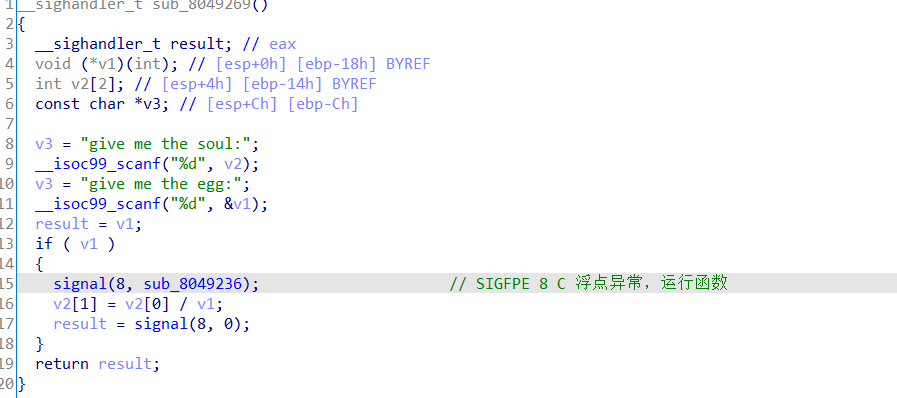 1 __sighandler_t sub_8049269()
2 {
3 __sighandler_t result; // eax
4 void (*v1)(int); // [esp+0h] [ebp-18h] BYREF
5 int v2[2]; // [esp+4h] [ebp-14h] BYREF
6 const char *v3; // [esp+Ch] [ebp-Ch]
7
8 v3 = "give me the soul:";
9 __isoc99_scanf("%d", v2);
10 v3 = "give me the egg:";
11 __isoc99_scanf("%d", &v1);
12 result = v1;
13 if ( v1 )
14 {
15 signal(8, sub_8049236); // SIGFPE 8 C 浮点异常，运行函数
16 v2[1] = v2[0] / v1;
17 result = signal(8, 0);
18 }
19 return result;
20 }